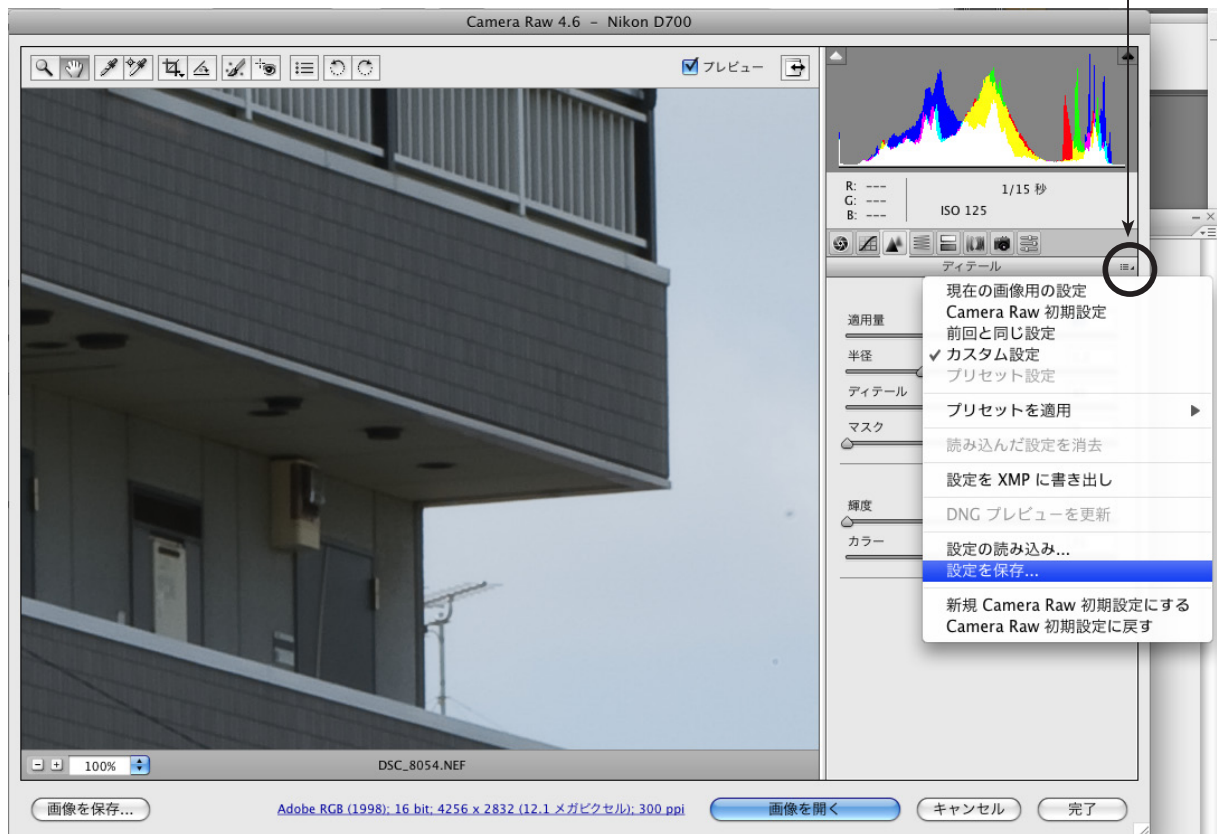 Camera Raw 4.6 – Nikon D700
プレビュー
R: ---
G: ---
B: ---
1/15 秒
ISO 125
ディテール
適用量
半径
ディテール
マスク
輝度
カラー
現在の画像用の設定
Camera Raw 初期設定
前回と同じ設定
✓ カスタム設定
プリセット設定
プリセットを適用
読み込んだ設定を消去
設定を XMP に書き出し
DNG プレビューを更新
設定の読み込み...
設定を保存...
新規 Camera Raw 初期設定にする
Camera Raw 初期設定に戻す
100%
DSC_8054.NEF
画像を保存...
Adobe RGB (1998); 16 bit; 4256 x 2832 (12.1 メガピクセル); 300 ppi
画像を開く
キャンセル
完了